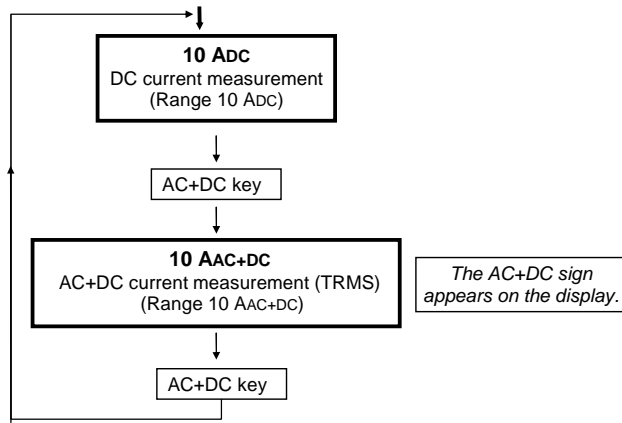 10 ADC
DC current measurement
(Range 10 ADC)
AC+DC key
10 AAC+DC
AC+DC current measurement (TRMS)
(Range 10 AAC+DC)
The AC+DC sign
appears on the display.
AC+DC key